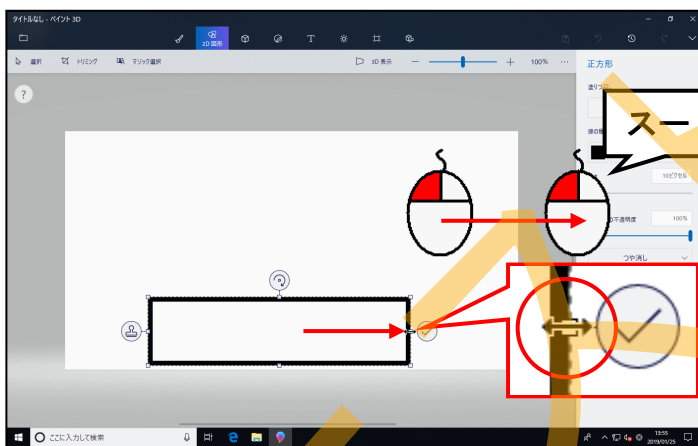 タイトルなし - ペイント 3D
2D 図形
選択
トリミング
マジック選択
3D 表示
100%
正方形
スー
10ピクセル
の不透明度
100%
つや消し
ここに入力して検索
13:55
2019/01/25